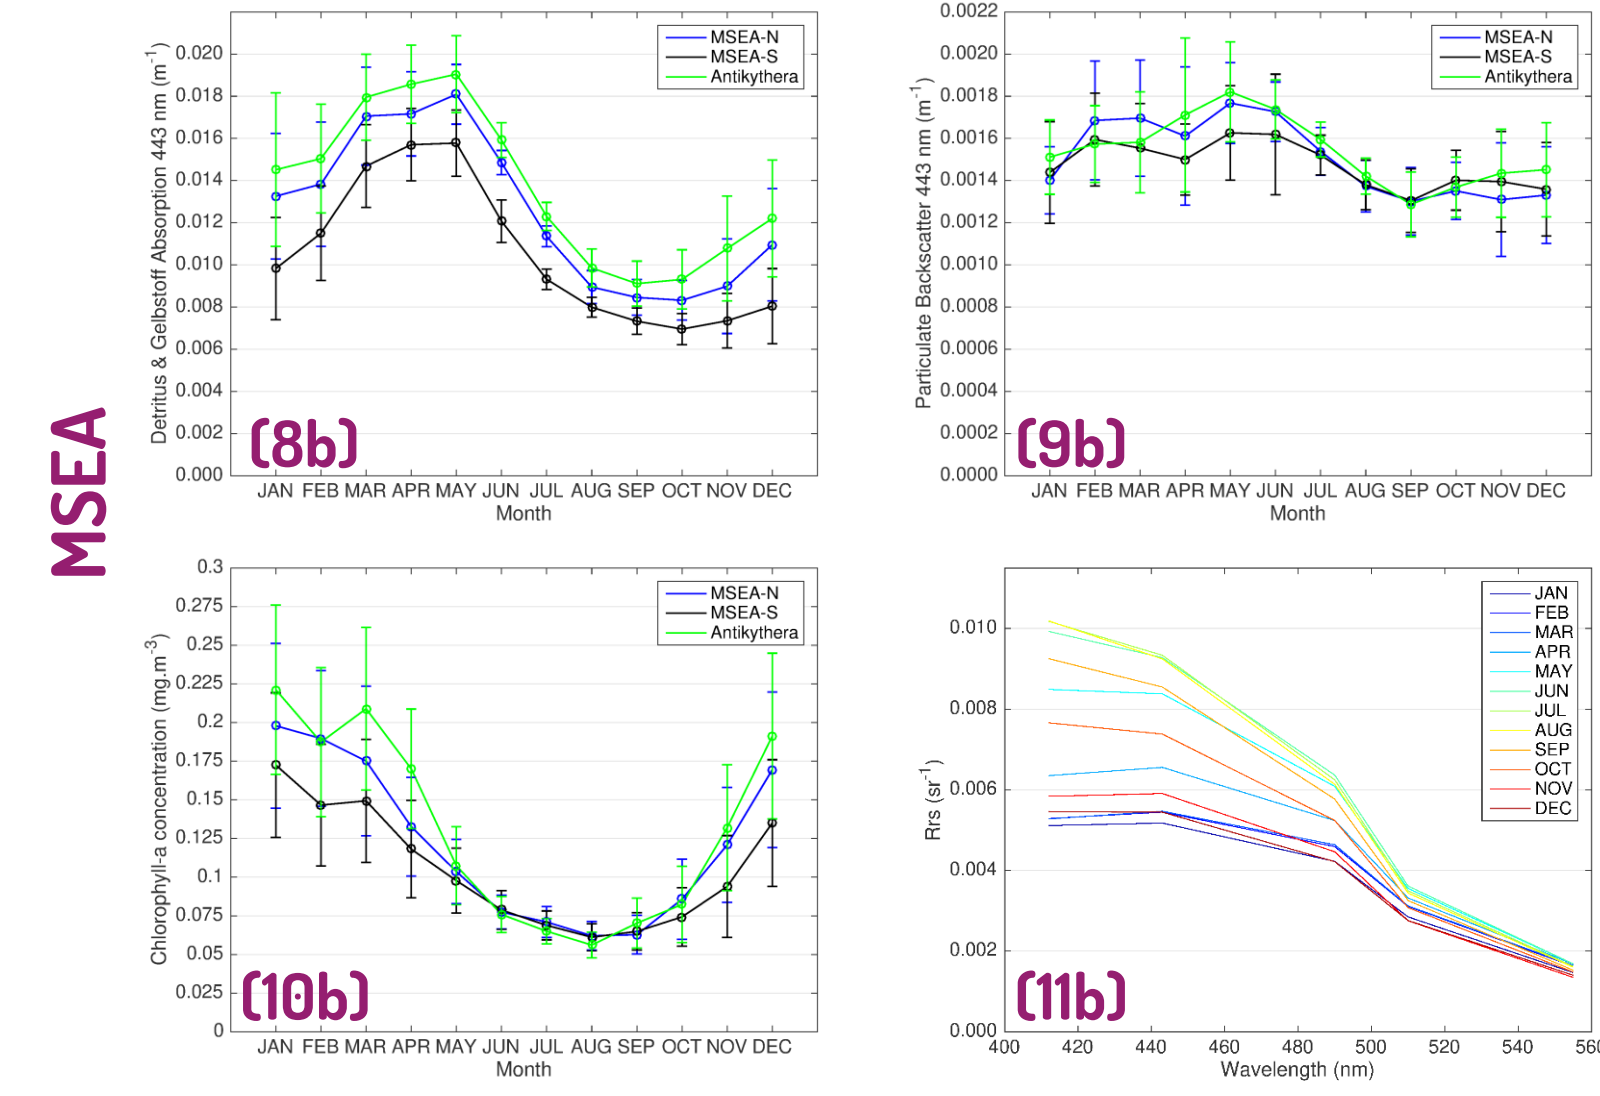 MSEA
Detritus & Gelbstoff Absorption 443 nm (m-1)
0.020
0.018
0.016
0.014
0.012
0.010
0.008
0.006
0.004
0.002
0.000
MSEA-N
MSEA-S
Antikythera
(8b)
JAN FEB MAR APR MAY JUN JUL AUG SEP OCT NOV DEC
Month
Particulate Backscatter 443 nm (m-1)
0.0022
0.0020
0.0018
0.0016
0.0014
0.0012
0.0010
0.0008
0.0006
0.0004
0.0002
0.0000
MSEA-N
MSEA-S
Antikythera
(9b)
JAN FEB MAR APR MAY JUN JUL AUG SEP OCT NOV DEC
Month
Chlorophyll-a concentration (mg.m-3)
0.3
0.275
0.25
0.225
0.2
0.175
0.15
0.125
0.1
0.075
0.05
0.025
0
MSEA-N
MSEA-S
Antikythera
(10b)
JAN FEB MAR APR MAY JUN JUL AUG SEP OCT NOV DEC
Month
Rrs (sr-1)
0.010
0.008
0.006
0.004
0.002
0.000
JAN
FEB
MAR
APR
MAY
JUN
JUL
AUG
SEP
OCT
NOV
DEC
(11b)
400 420 440 460 480 500 520 540
Wavelength (nm)